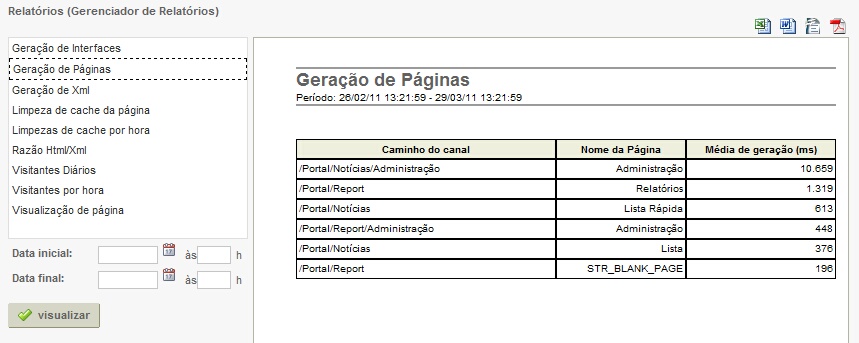 Relatórios (Gerenciador de Relatórios)
Geração de Interfaces
Geração de Páginas
Geração de Xml
Limpeza de cache da página
Limpezas de cache por hora
Razão Html/Xml
Visitantes Diários
Visitantes por hora
Visualização de página
Data inicial: às h
Data final: às h
visualizar
Geração de Páginas
Período: 26/02/11 13:21:59 - 29/03/11 13:21:59
Caminho do canal Nome da Página Média de geração (ms)
/Portal/Notícias/Administração Administração 10.659
/Portal/Report Relatórios 1.319
/Portal/Notícias Lista Rápida 613
/Portal/Report/Administração Administração 448
/Portal/Notícias Lista 376
/Portal/Report STR_BLANK_PAGE 196